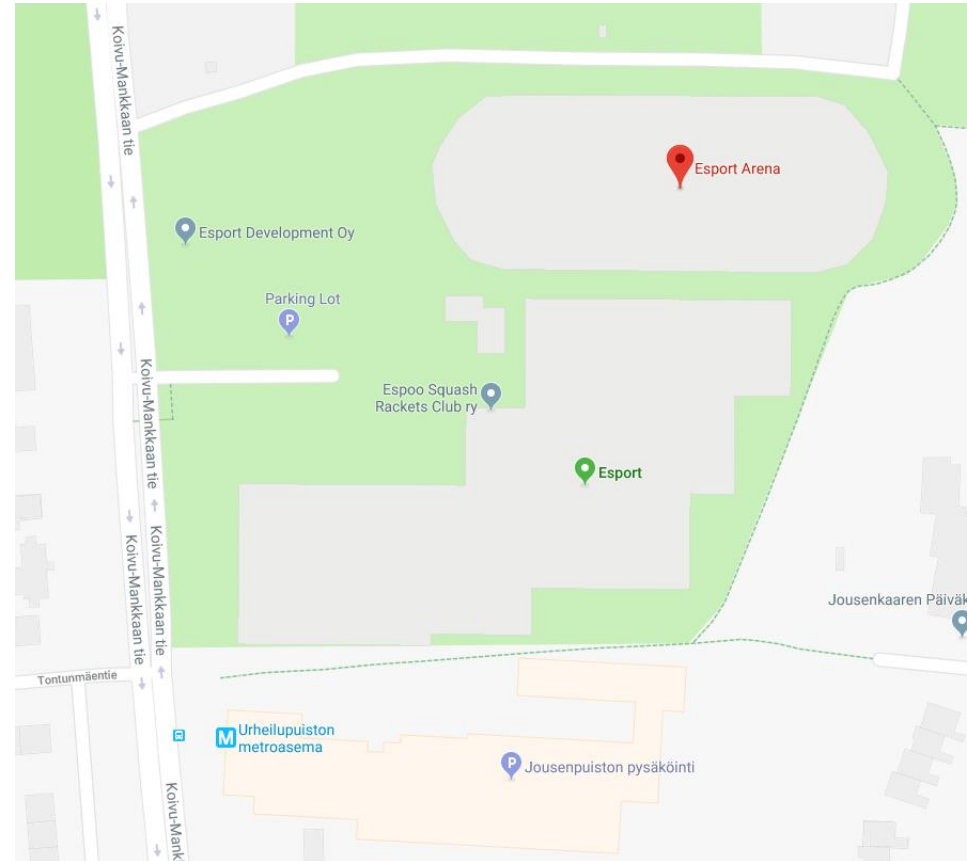 Koivu-Mankkaan tie
Esport Arena
Esport Development Oy
Parking Lot
P
Koivu-Mankkaan tie
Espoo Squash
Rackets Club ry
Esport
Koivu-Mankkaan tie
Koivu-Mankkaan tie
Jousenkaaren Päiväk
Tontunmäentie
M
Urheilupuiston
metroasema
P
Jousenpuiston pysäköinti
Koivu-Mank